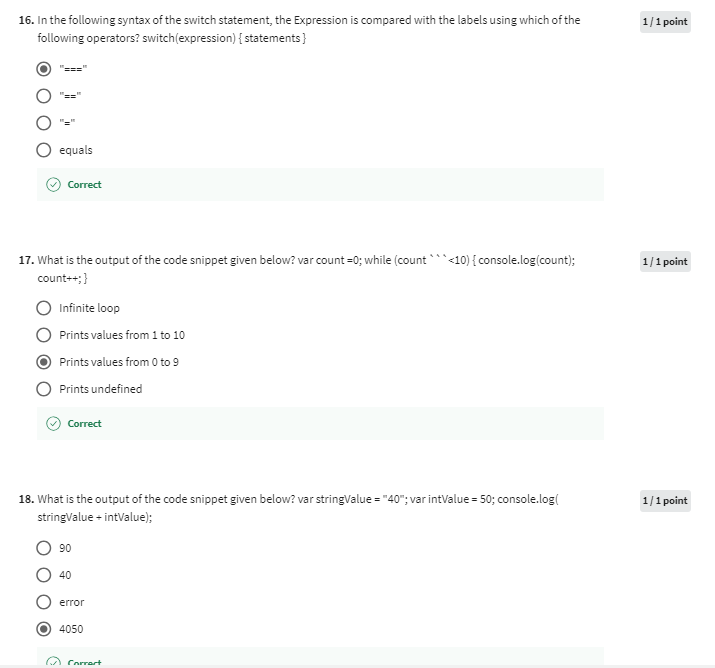 16. In the following syntax of the switch statement, the Expression is compared with the labels using which of the
1 / 1 point
following operators? switch(expression) { statements }
"==="
"=="
"="
equals
Correct
17. What is the output of the code snippet given below? var count =0; while (count ```<10) { console.log(count);
1 / 1 point
count++; }
Infinite loop
Prints values from 1 to 10
Prints values from 0 to 9
Prints undefined
Correct
18. What is the output of the code snippet given below? var stringValue = "40"; var intValue = 50; console.log(
1 / 1 point
stringValue + intValue);
90
40
error
4050
Correct